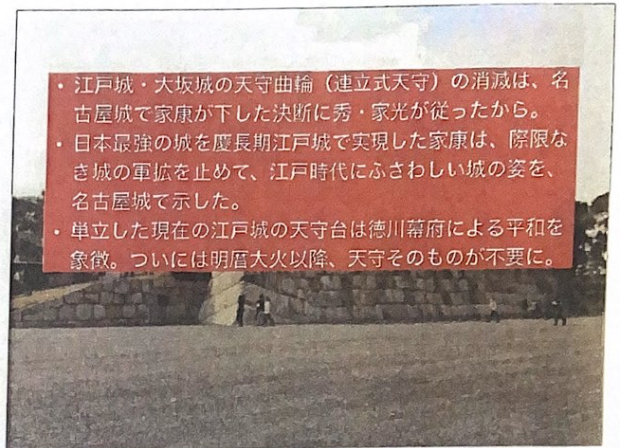 ・江戸城・大坂城の天守曲輪（連立式天守）の消滅は、名
古屋城で家康が下した決断に秀・家光が従ったから。
・日本最強の城を慶長期江戸城で実現した家康は、際限な
き城の軍拡を止めて、江戸時代にふさわしい城の姿を、
名古屋城で示した。
・単立した現在の江戸城の天守台は徳川幕府による平和を
象徴。ついには明暦大火以降、天守そのものが不要に。